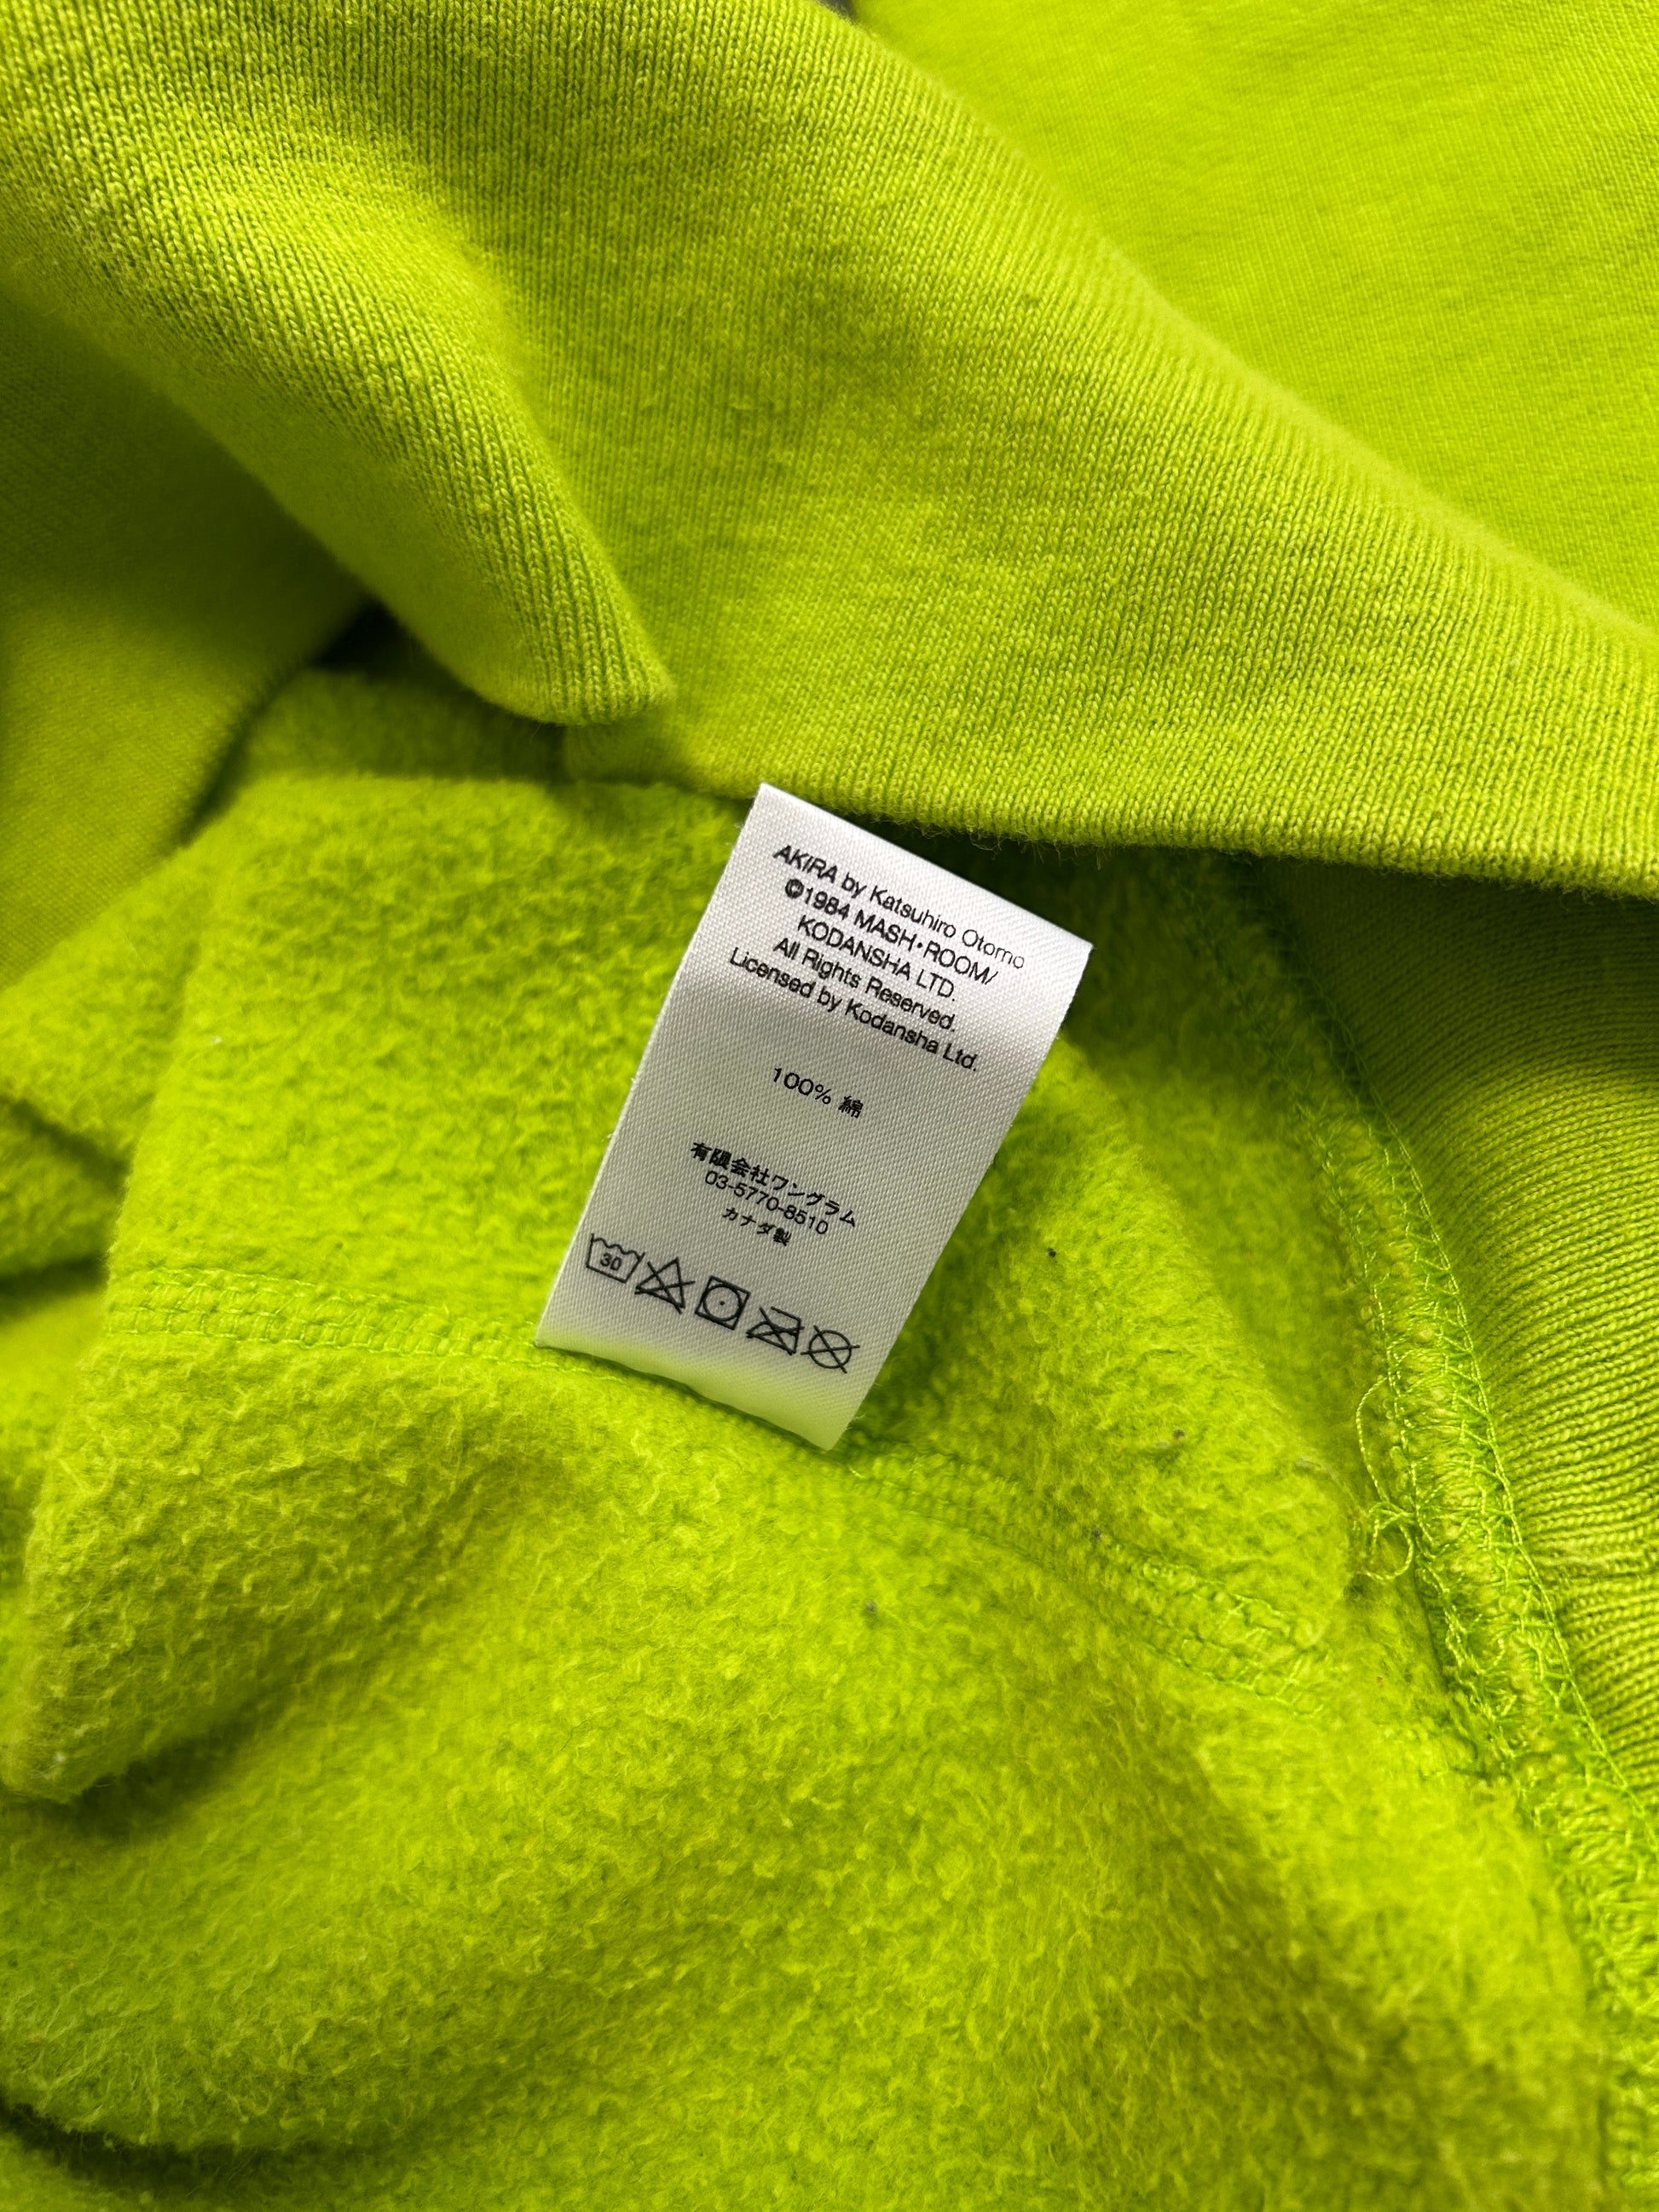 AKIRA by Katsuhiro Otomo
©1984 MASH・ROOM/
KODANSHA LTD.
All Rights Reserved.
Licensed by Kodansha Ltd.
100% 綿
有限会社ワングラム
03-5770-8510
カナダ製
30